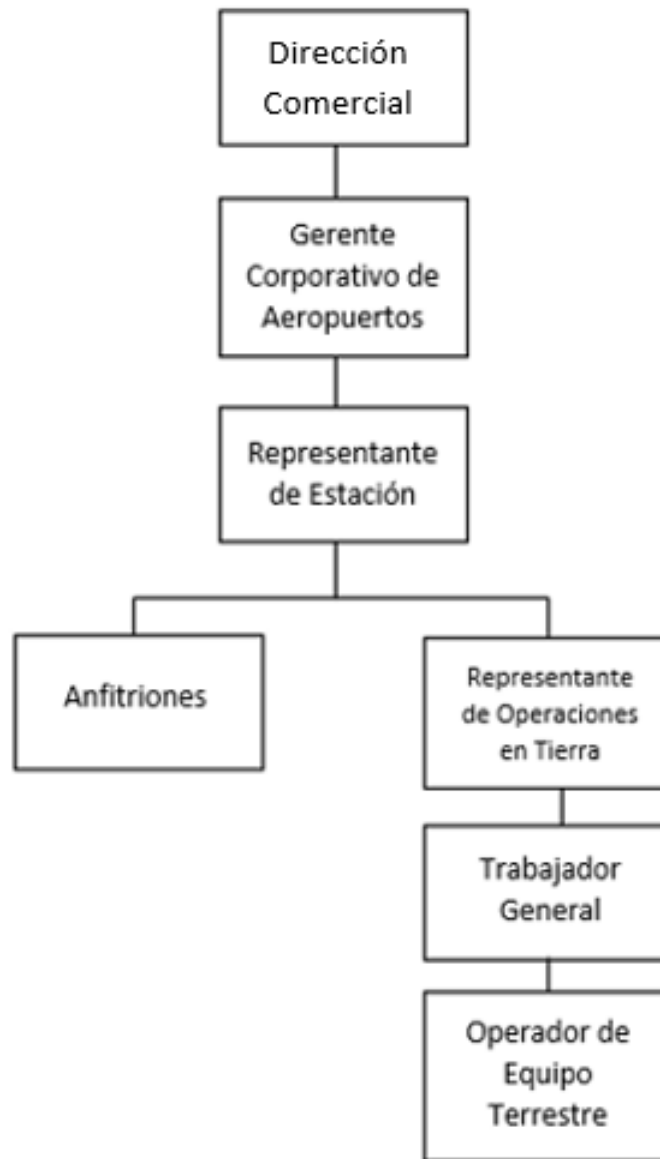 Dirección
Comercial
Gerente
Corporativo de
Aeropuertos
Representante
de Estación
Anfitriones
Representante
de Operaciones
en Tierra
Trabajador
General
Operador de
Equipo
Terrestre